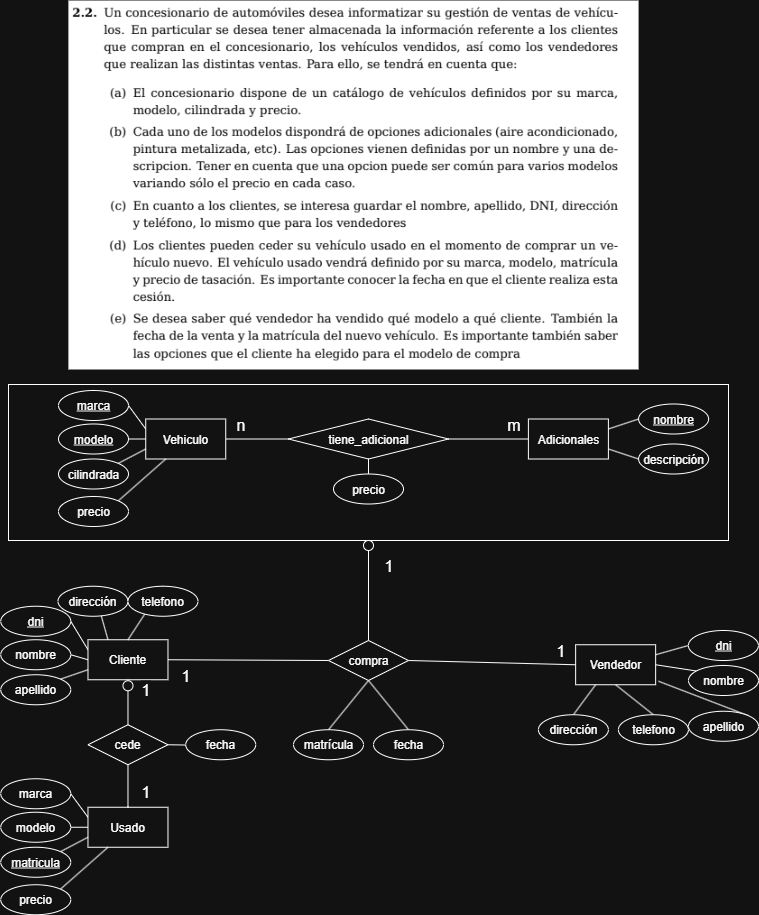 2.2. Un concesionario de automóviles desea informatizar su gestión de ventas de vehícu-
los. En particular se desea tener almacenada la información referente a los clientes
que compran en el concesionario, los vehículos vendidos, así como los vendedores
que realizan las distintas ventas. Para ello, se tendrá en cuenta que:
(a) El concesionario dispone de un catálogo de vehículos definidos por su marca,
modelo, cilindrada y precio.
(b) Cada uno de los modelos dispondrá de opciones adicionales (aire acondicionado,
pintura metalizada, etc). Las opciones vienen definidas por un nombre y una de-
scripcion. Tener en cuenta que una opcion puede ser común para varios modelos
variando sólo el precio en cada caso.
(c) En cuanto a los clientes, se interesa guardar el nombre, apellido, DNI, dirección
y teléfono, lo mismo que para los vendedores
(d) Los clientes pueden ceder su vehículo usado en el momento de comprar un ve-
hículo nuevo. El vehículo usado vendrá definido por su marca, modelo, matrícula
y precio de tasación. Es importante conocer la fecha en que el cliente realiza esta
cesión.
(e) Se desea saber qué vendedor ha vendido qué modelo a qué cliente. También la
fecha de la venta y la matrícula del nuevo vehículo. Es importante también saber
las opciones que el cliente ha elegido para el modelo de compra
marca
modelo
cilindrada
precio
Vehiculo
n
tiene_adicional
precio
m
Adicionales
nombre
descripción
1
dirección
telefono
dni
nombre
apellido
Cliente
1
compra
matrícula
fecha
1
Vendedor
dni
nombre
apellido
dirección
telefono
1
cede
fecha
1
Usado
marca
modelo
matricula
precio